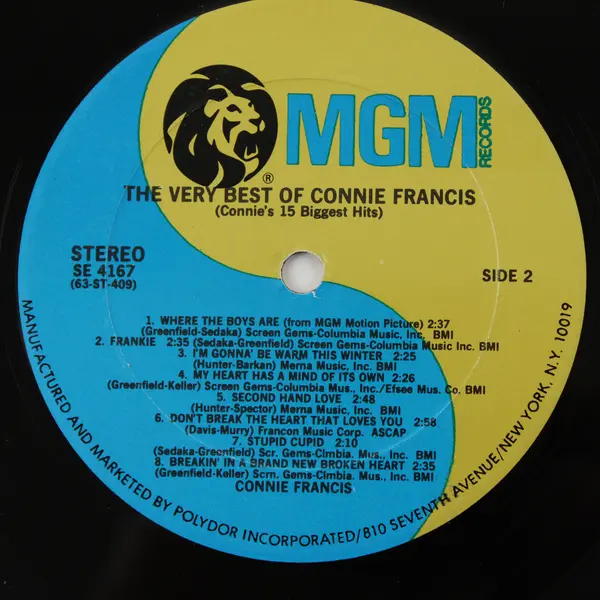 MGM
RECORDS
®
THE VERY BEST OF CONNIE FRANCIS
(Connie's 15 Biggest Hits)
STEREO
SE 4167
(63-ST-409)
SIDE 2
1. WHERE THE BOYS ARE (from MGM Motion Picture) 2:37
(Greenfield-Sedaka) Screen Gems-Columbia Music, Inc. BMI
2. FRANKIE 2:35 (Sedaka-Greenfield) Screen Gems-Columbia Music Inc. BMI
3. I'M GONNA' BE WARM THIS WINTER 2:25
(Hunter-Barkan) Merna Music, Inc. BMI
4. MY HEART HAS A MIND OF ITS OWN 2:26
(Greenfield-Keller) Screen Gems-Columbia Mus., Inc./Efsee Mus. Co. BMI
5. SECOND HAND LOVE 2:48
(Hunter-Spector) Merna Music, Inc. BMI
6. DON'T BREAK THE HEART THAT LOVES YOU 2:58
(Davis-Murry) Francon Music Corp. ASCAP
7. STUPID CUPID 2:10
(Sedaka-Greenfield) Scr. Gems-Clmbia. Mus., Inc. BMI
8. BREAKIN' IN A BRAND NEW BROKEN HEART 2:35
(Greenfield-Keller) Scrn. Gems-Clmbia. Mus., Inc. BMI
CONNIE FRANCIS
MANUFACTURED AND MARKETED BY POLYDOR INCORPORATED/810 SEVENTH AVENUE/NEW YORK, N.Y. 10019